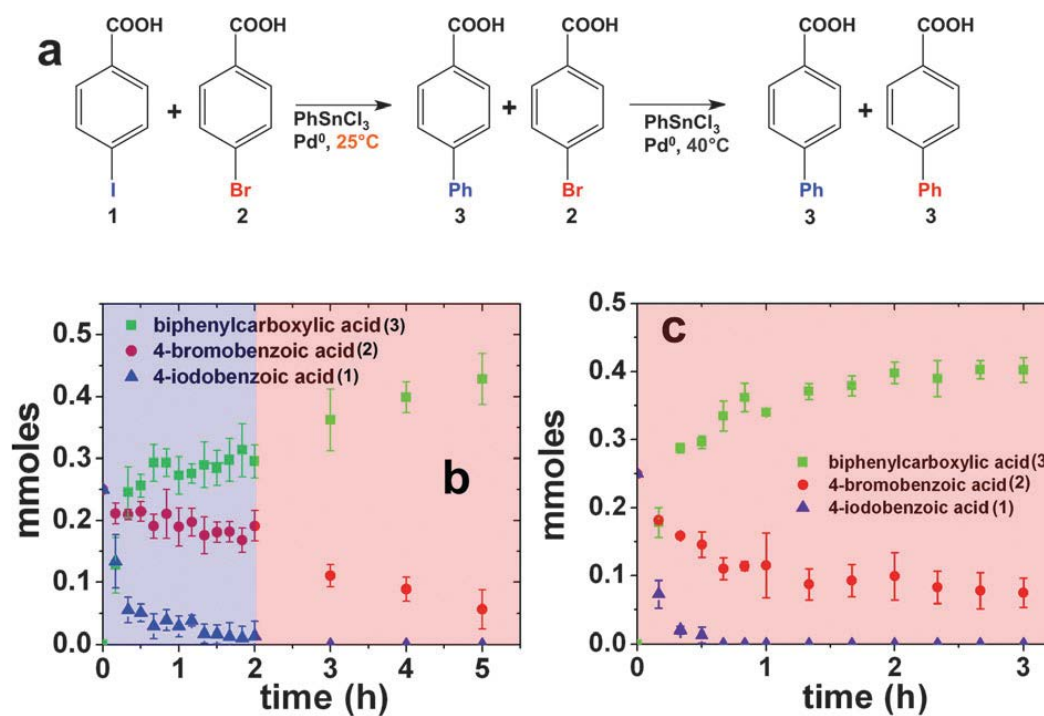 a
COOH COOH COOH COOH COOH COOH
+ + +
PhSnCl3 PhSnCl3
Pd0, 25°C Pd0, 40°C
I Br Ph Br Ph Ph
1 2 3 2 3 3
b
0.5
0.4
0.3
0.2
0.1
0.0
mmoles
biphenylcarboxylic acid(3)
4-bromobenzoic acid(2)
4-iodobenzoic acid(1)
0 1 2 3 4 5
time (h)
c
0.5
0.4
0.3
0.2
0.1
0.0
mmoles
biphenylcarboxylic acid(3
4-bromobenzoic acid(2)
4-iodobenzoic acid(1)
0 1 2 3
time (h)